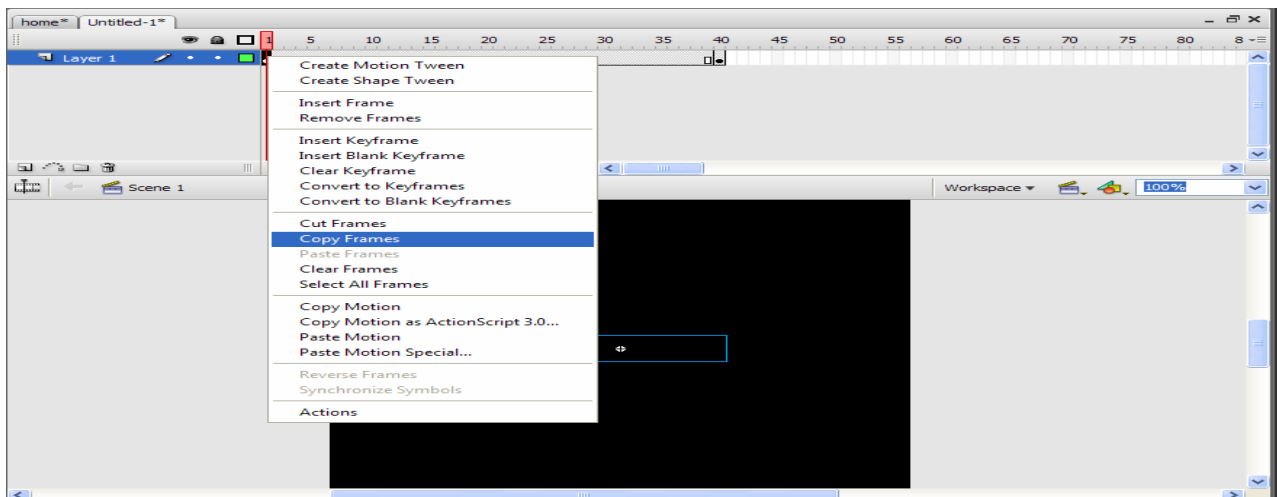 home* Untitled-1*
1 5 10 15 20 25 30 35 40 45 50 55 60 65 70 75 80 8
Layer 1
Create Motion Tween
Create Shape Tween
Insert Frame
Remove Frames
Insert Keyframe
Insert Blank Keyframe
Clear Keyframe
Convert to Keyframes
Convert to Blank Keyframes
Scene 1
Workspace 100%
Cut Frames
Copy Frames
Paste Frames
Clear Frames
Select All Frames
Copy Motion
Copy Motion as ActionScript 3.0...
Paste Motion
Paste Motion Special...
Reverse Frames
Synchronize Symbols
Actions